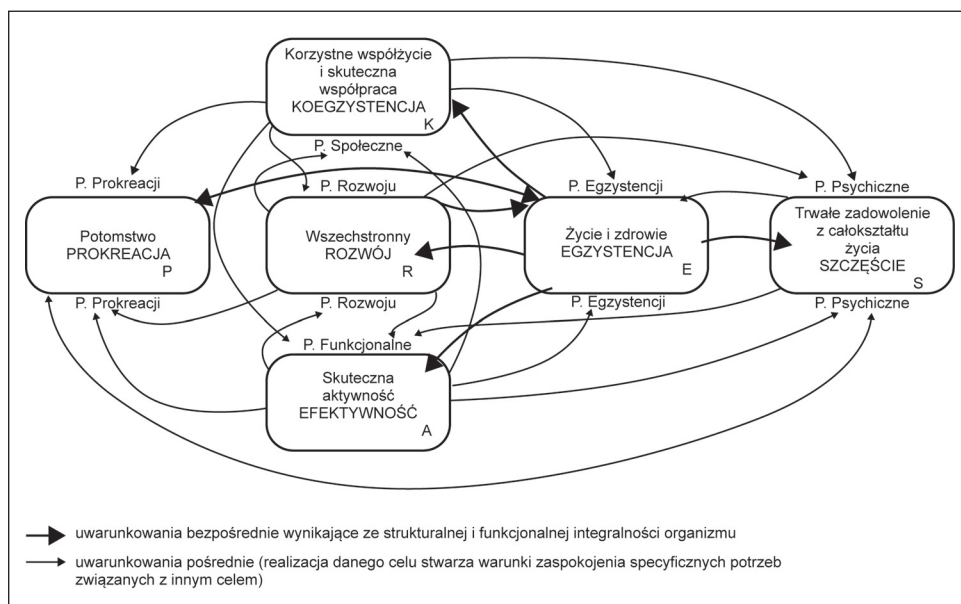 Korzystne współżycie
i skuteczna
współpraca
KOEGZYSTENCJA
K
P. Społeczne
P. Prokreacji
P. Rozwoju
P. Egzystencji
P. Psychiczne
Potomstwo
PROKREACJA
P
Wszechstronny
ROZWÓJ
R
Życie i zdrowie
EGZYSTENCJA
E
Trwałe zadowolenie
z całokształtu
życia
SZCZĘŚCIE
S
P. Prokreacji
P. Rozwoju
P. Egzystencji
P. Psychiczne
P. Funkcjonalne
Skuteczna
aktywność
EFEKTYWNOŚĆ
A
uwarunkowania bezpośrednie wynikające ze strukturalnej i funkcjonalnej integralności organizmu
uwarunkowania pośrednie (realizacja danego celu stwarza warunki zaspokojenia specyficznych potrzeb
związanych z innym celem)